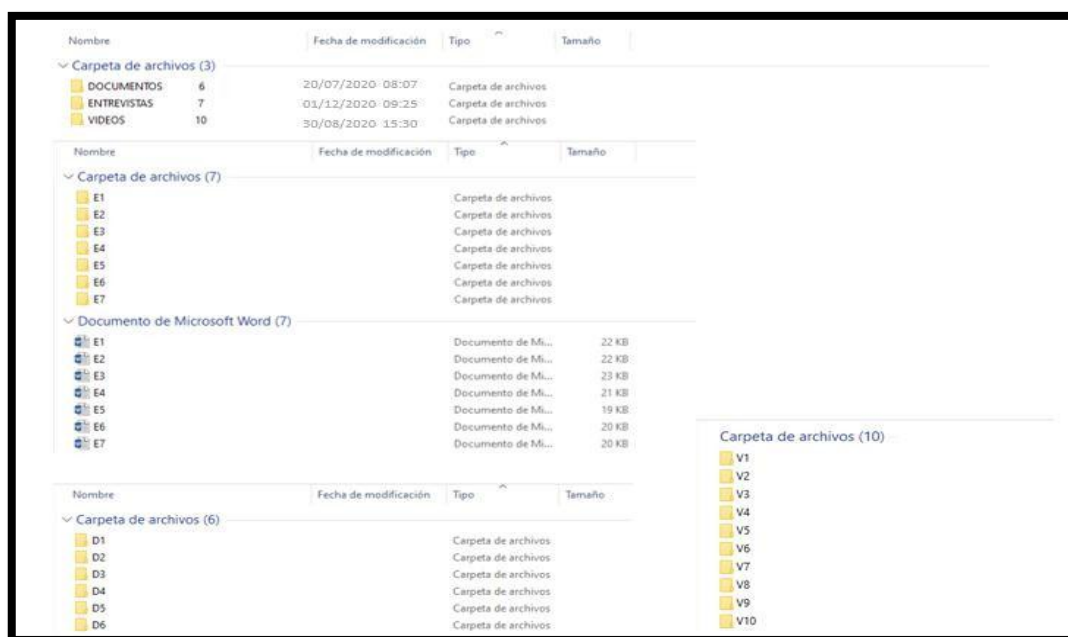 Nombre Fecha de modificación Tipo Tamaño
Carpeta de archivos (3)
DOCUMENTOS 6 20/07/2020 08:07 Carpeta de archivos
ENTREVISTAS 7 01/12/2020 09:25 Carpeta de archivos
VIDEOS 10 30/08/2020 15:30 Carpeta de archivos
Nombre Fecha de modificación Tipo Tamaño
Carpeta de archivos (7)
E1 Carpeta de archivos
E2 Carpeta de archivos
E3 Carpeta de archivos
E4 Carpeta de archivos
E5 Carpeta de archivos
E6 Carpeta de archivos
E7 Carpeta de archivos
Documento de Microsoft Word (7)
E1 Documento de Mi... 22 KB
E2 Documento de Mi... 22 KB
E3 Documento de Mi... 23 KB
E4 Documento de Mi... 21 KB
E5 Documento de Mi... 19 KB
E6 Documento de Mi... 20 KB
E7 Documento de Mi... 20 KB
Nombre Fecha de modificación Tipo Tamaño
Carpeta de archivos (6)
D1 Carpeta de archivos
D2 Carpeta de archivos
D3 Carpeta de archivos
D4 Carpeta de archivos
D5 Carpeta de archivos
D6 Carpeta de archivos
Carpeta de archivos (10)
V1
V2
V3
V4
V5
V6
V7
V8
V9
V10